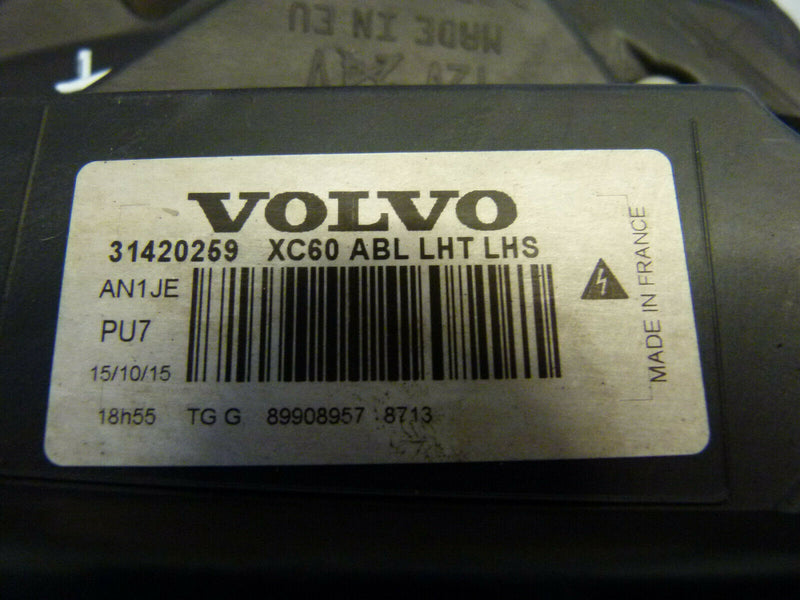 MADE IN EU
12V
VOLVO
31420259 XC60 ABL LHT LHS
AN1JE
PU7
15/10/15
18h55 TG G 89908957 8713
MADE IN FRANCE